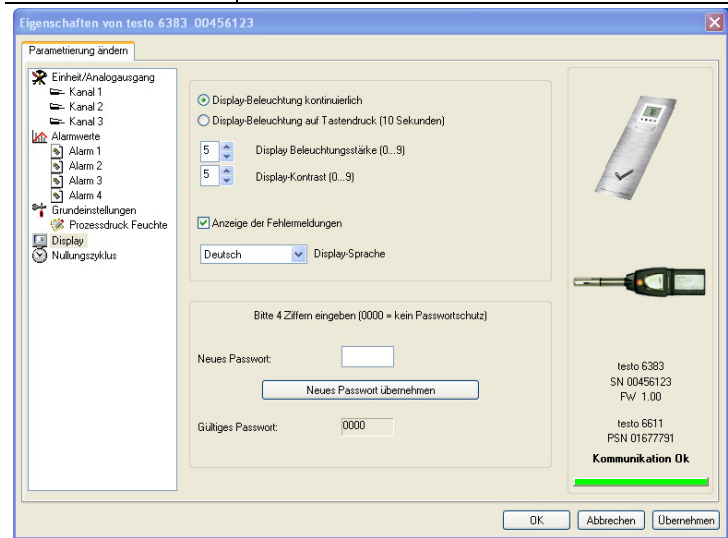 Eigenschaften von testo 6383 00456123
Parametrierung ändern
Einheit/Analogausgang
Kanal 1
Kanal 2
Kanal 3
Alarmwerte
Alarm 1
Alarm 2
Alarm 3
Alarm 4
Grundeinstellungen
Prozessdruck Feuchte
Display
Nullungszyklus
Display-Beleuchtung kontinuierlich
Display-Beleuchtung auf Tastendruck (10 Sekunden)
5 Display Beleuchtungsstärke (0...9)
5 Display-Kontrast (0...9)
Anzeige der Fehlermeldungen
Deutsch Display-Sprache
Bitte 4 Ziffern eingeben (0000 = kein Passwortschutz)
Neues Passwort:
Neues Passwort übernehmen
Gültiges Passwort: 0000
testo 6383
SN 00456123
FW 1.00
testo 6611
PSN 01677791
Kommunikation Ok
OK Abbrechen Übernehmen